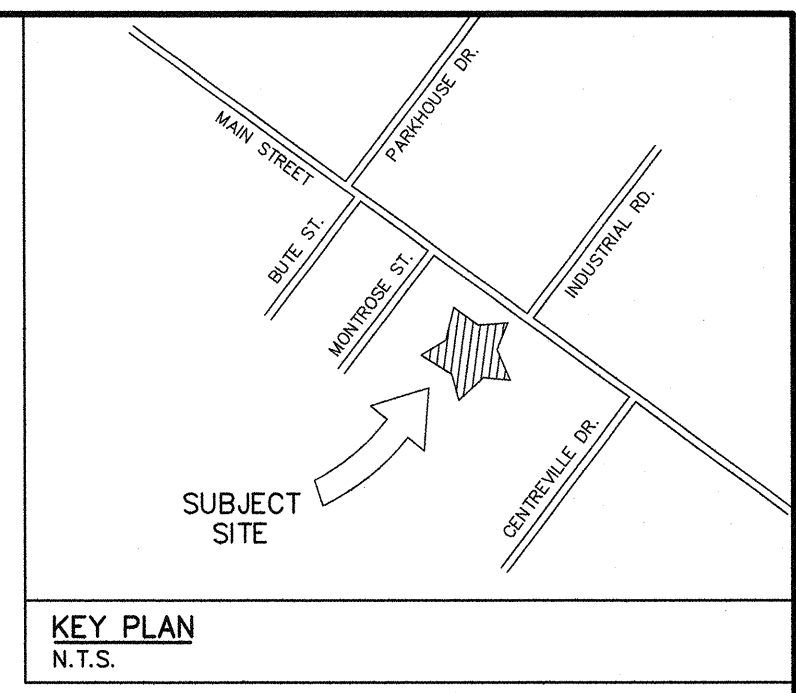 PARKHOUSE DR.
MAIN STREET
BUTE ST.
MONTROSE ST.
INDUSTRIAL RD.
CENTREVILLE DR.
SUBJECT
SITE
KEY PLAN
N.T.S.